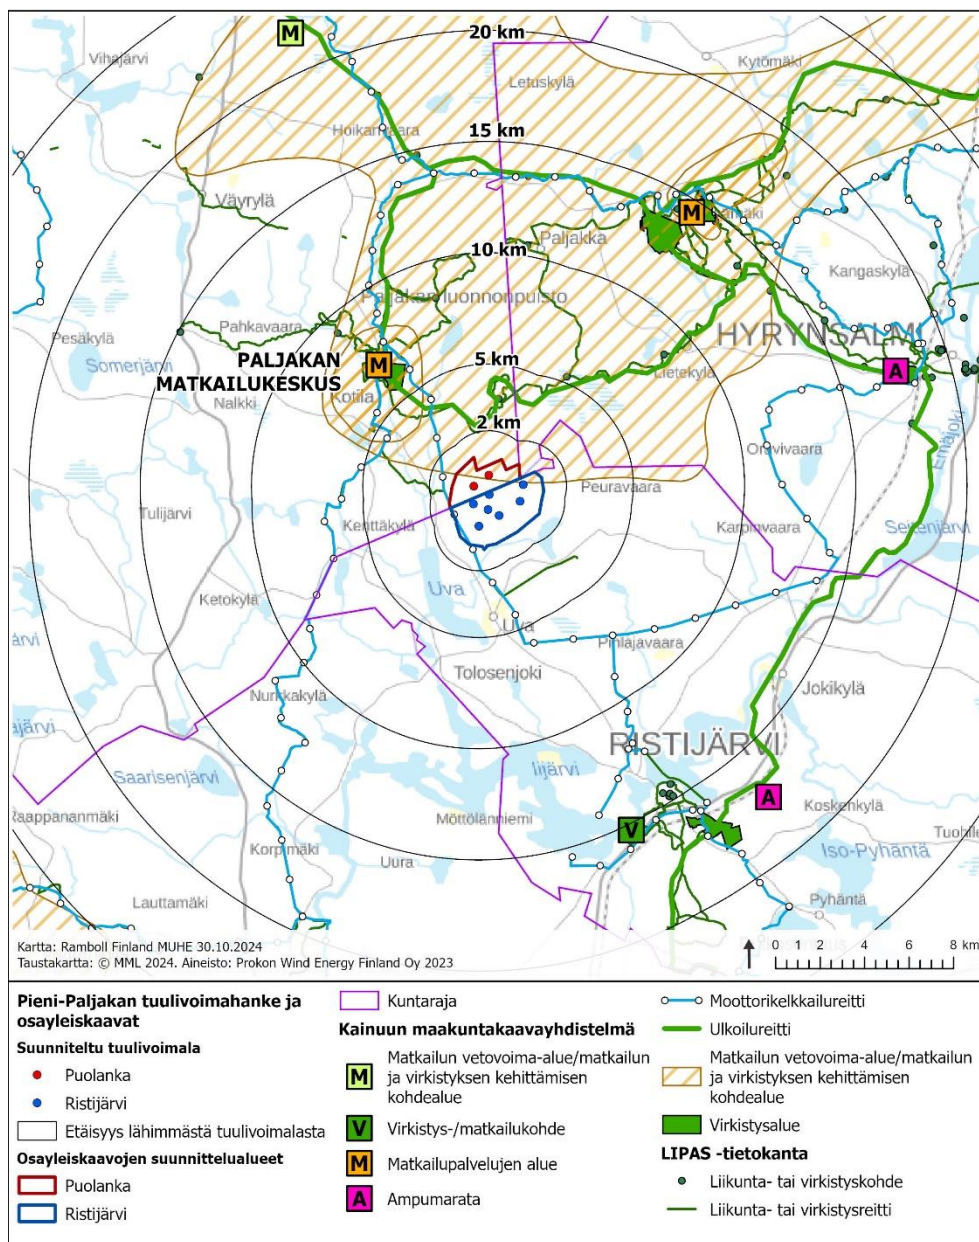 20 km
Vihajärvi
Kytömäki
Letuskylä
15 km
Väyrylä
Paljakka
10 km
Kangaskylä
Paljakan luonnonpuisto
Pesäkylä
Pahkavaara
HYRYNSALMI
PALJAKAN
MATKAILUKESKUS
Somerjärvi
5 km
Lietekylä
Nalkki
Kotila
2 km
Emäjoki
Oravivaara
Peuravaara
Tulijärvi
Kenttäkylä
Karpinvaara
Seitenjärvi
Ketokylä
Uva
Uva
Pihlajavaara
Tolosenjoki
Nurkkakylä
Jokikylä
RISTIJÄRVI
Iijärvi
Saarisenjärvi
Koskenkylä
Möttölänniemi
Korpimäki
Iso-Pyhäntä
Uura
Lauttamäki
Pyhäntä
M
M
M
A
A
V
Kartta: Ramboll Finland MUHE 30.10.2024
Taustakartta: © MML 2024. Aineisto: Prokon Wind Energy Finland Oy 2023
0 1 2 4 6 8 km
Pieni-Paljakan tuulivoimahanke ja
osayleiskaavat
Suunniteltu tuulivoimala
Puolanka
Ristijärvi
Etäisyys lähimmästä tuulivoimalasta
Osayleiskaavojen suunnittelualueet
Puolanka
Ristijärvi
Kuntaraja
Kainuun maakuntakaavayhdistelmä
M Matkailun vetovoima-alue/matkailun
ja virkistyksen kehittämisen
kohdealue
V Virkistys-/matkailukohde
M Matkailupalvelujen alue
A Ampumarata
Moottorikelkkailureitti
Ulkoilureitti
Matkailun vetovoima-alue/matkailun
ja virkistyksen kehittämisen
kohdealue
Virkistysalue
LIPAS -tietokanta
Liikunta- tai virkistyskohde
Liikunta- tai virkistysreitti